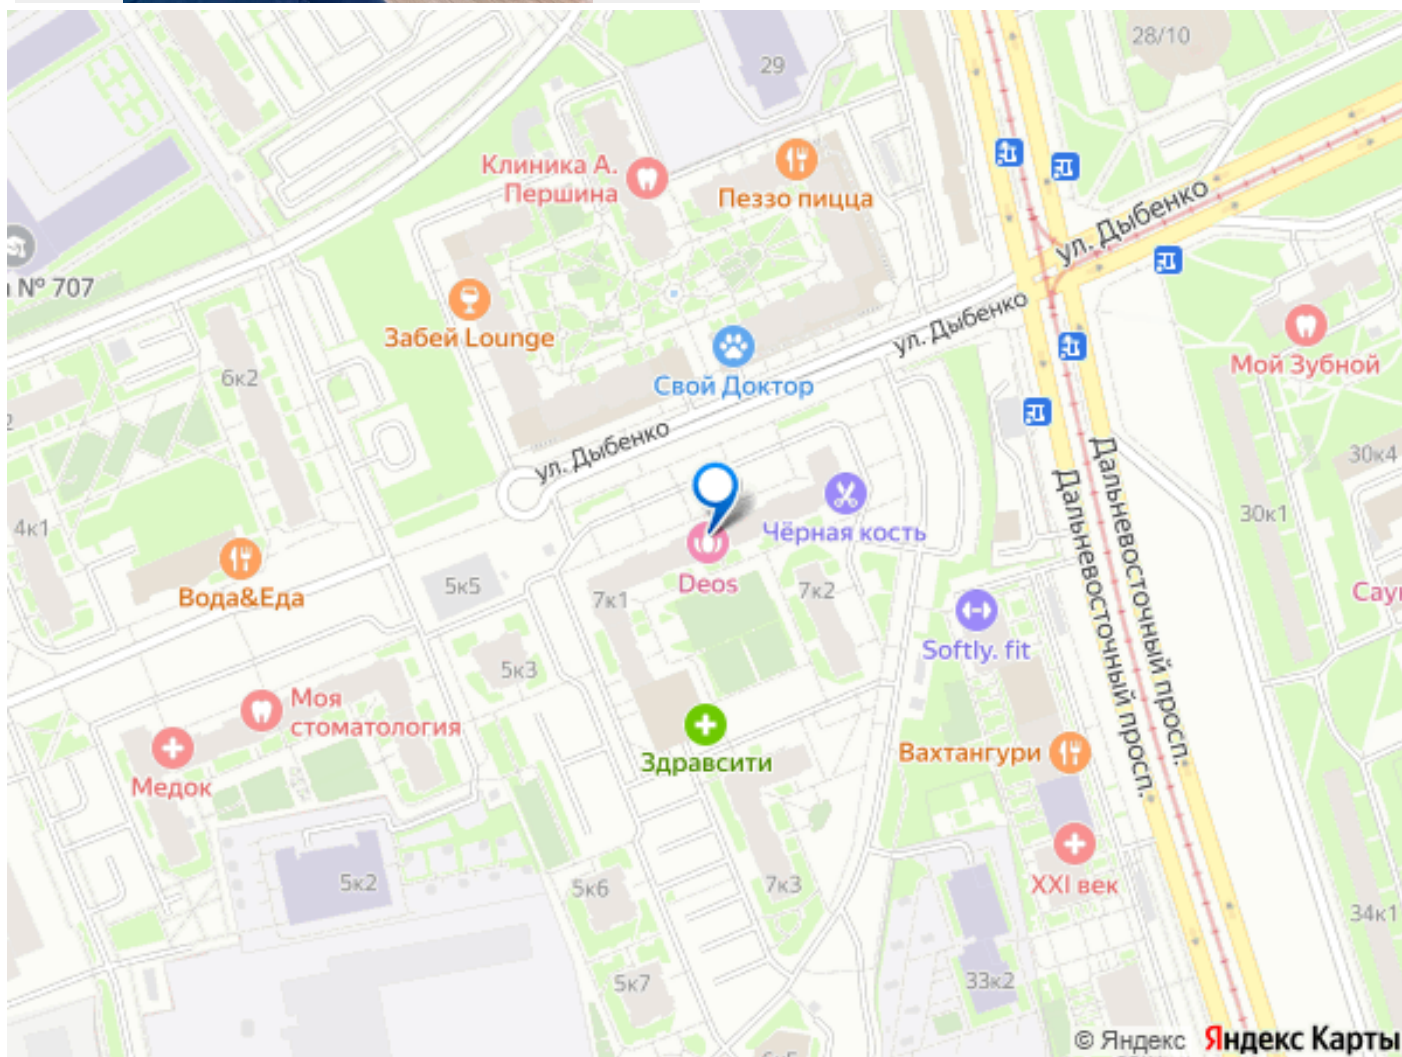 28/10
29
Клиника А.
Першина
Пеззо пицца
ул. Дыбенко
№ 707
Забей Lounge
ул. Дыбенко
Мой Зубной
6к2
Свой Доктор
ул. Дыбенко
30к4
4к1
30к1
Чёрная кость
Дальневосточный просп.
Дальневосточный просп.
Вода&Еда
5к5
7к1
Deos
7к2
Softly. fit
5к3
Моя
стоматология
Медок
Здравсити
Вахтангури
5к2
5к6
7к3
XXI век
34к1
5к7
33к2
© Яндекс Яндекс Карты